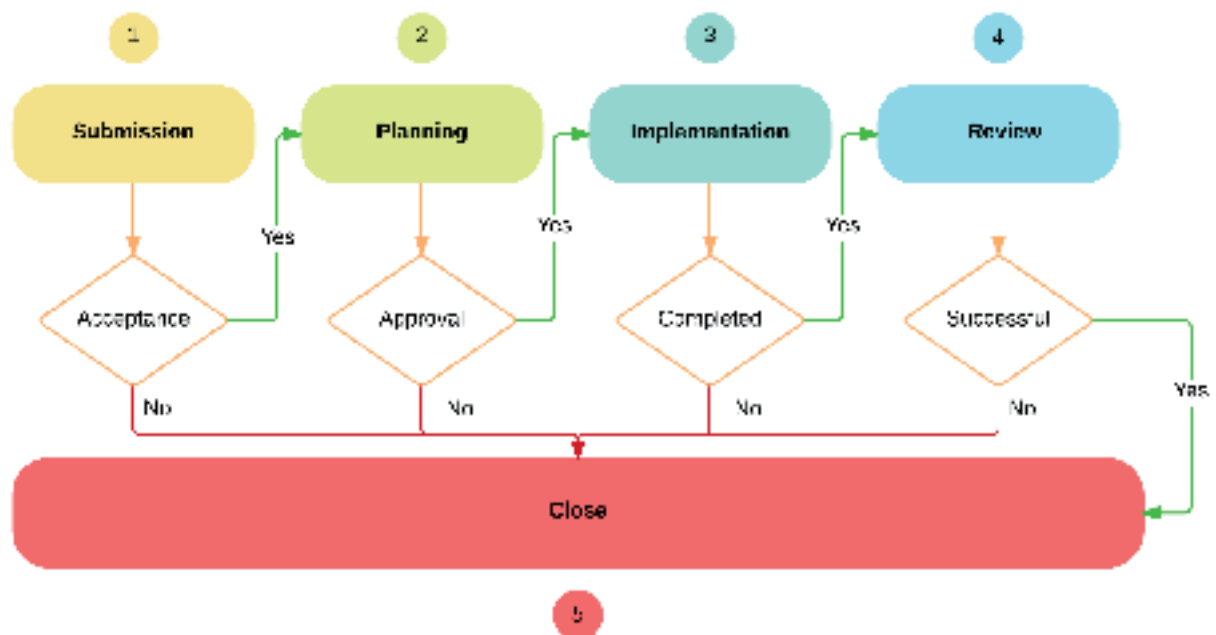 1
2
3
4
Submission
Planning
Implementation
Review
Yes
Yes
Yes
Acceptance
Approval
Completed
Successful
Yes
No
No
No
No
Close
5